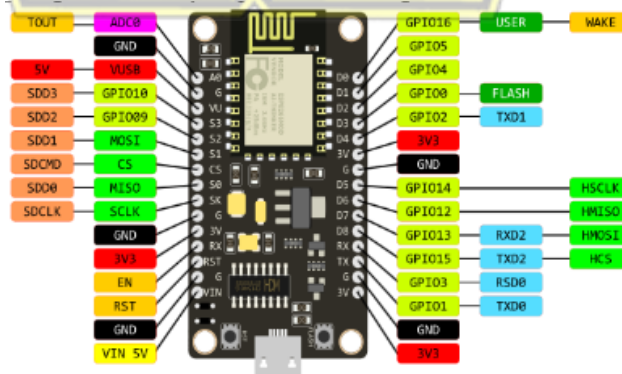 TOUT ADC0 GPIO16 USER WAKE
GND GPIO5
5V VUSB A0 D0 GPIO4
SDD3 GPIO10 G D1 GPIO0 FLASH
SDD2 GPIO09 VU D2 GPIO2 TXD1
SDD1 MOSI S3 D3 3V3
SDCMD CS S2 D4 GND
SDD0 MISO S1 3V GPIO14 HSCLK
SDCLK SCLK CS G GPIO12 HMISO
GND S0 D5 GPIO13 RXD2 HMOSI
3V3 SK D6 GPIO15 TXD2 HCS
EN G D7 GPIO3 RSD0
RST 3V D8 GPIO1 TXD0
GND RX RX GND
VIN 5V RST TX 3V3
G G
VIN 3V